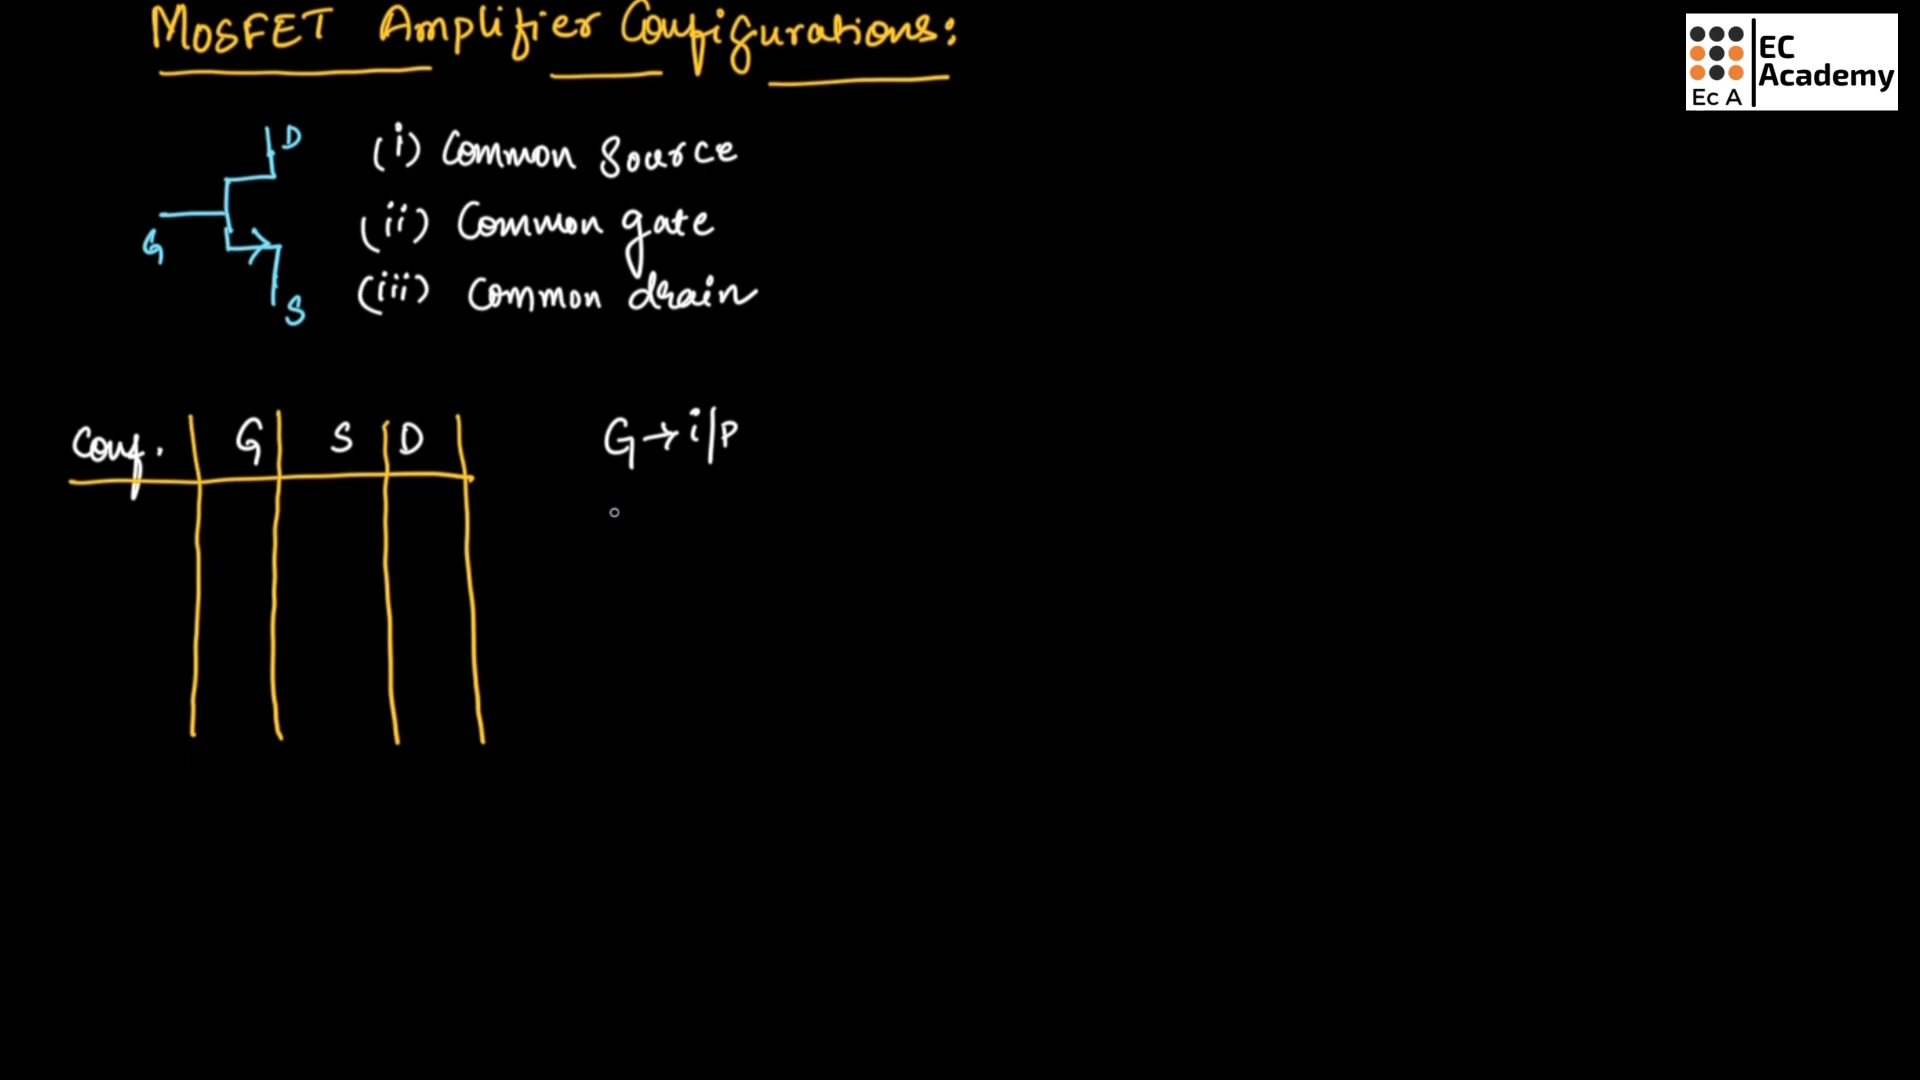 MOSFET Amplifier Configurations:
EC
Academy
Ec A
D
(i) Common Source
G
(ii) Common gate
S
(iii) Common drain
Conf. G S D
G → i/p